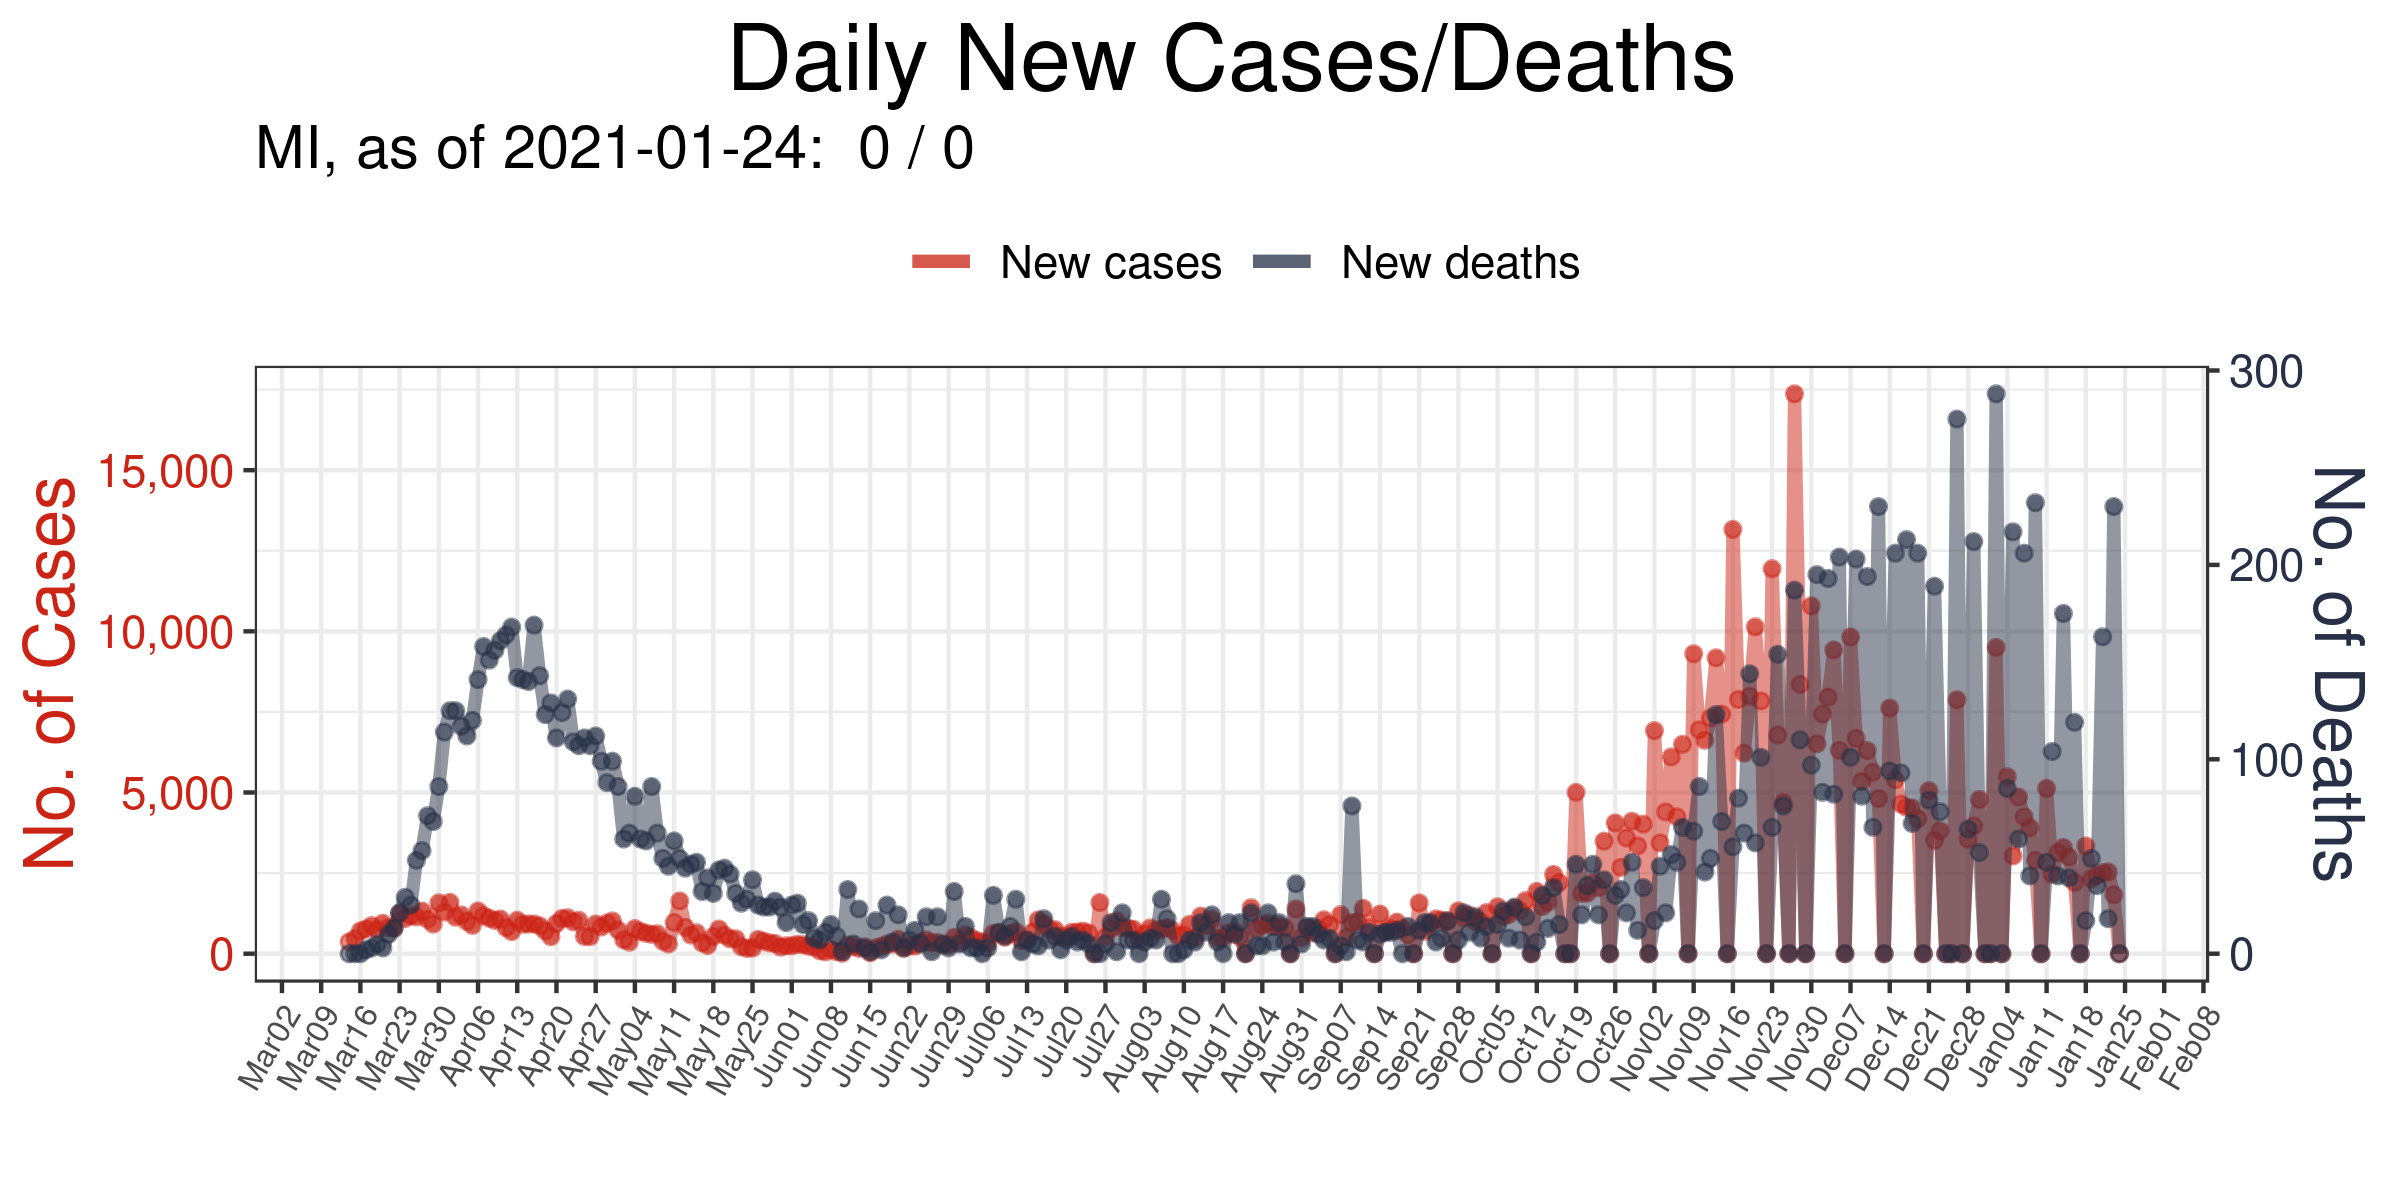 Daily New Cases/Deaths
MI, as of 2021-01-24: 0 / 0
New cases
New deaths
No. of Cases
15,000
10,000
5,000
0
300
200
100
0
No. of Deaths
Mar02
Mar09
Mar16
Mar23
Mar30
Apr06
Apr13
Apr20
Apr27
May04
May11
May18
May25
Jun01
Jun08
Jun15
Jun22
Jun29
Jul06
Jul13
Jul20
Jul27
Aug03
Aug10
Aug17
Aug24
Aug31
Sep07
Sep14
Sep21
Sep28
Oct05
Oct12
Oct19
Oct26
Nov02
Nov09
Nov16
Nov23
Nov30
Nov07
Dec14
Dec21
Dec28
Dec04
Jan11
Jan18
Jan25
Feb01
Feb08